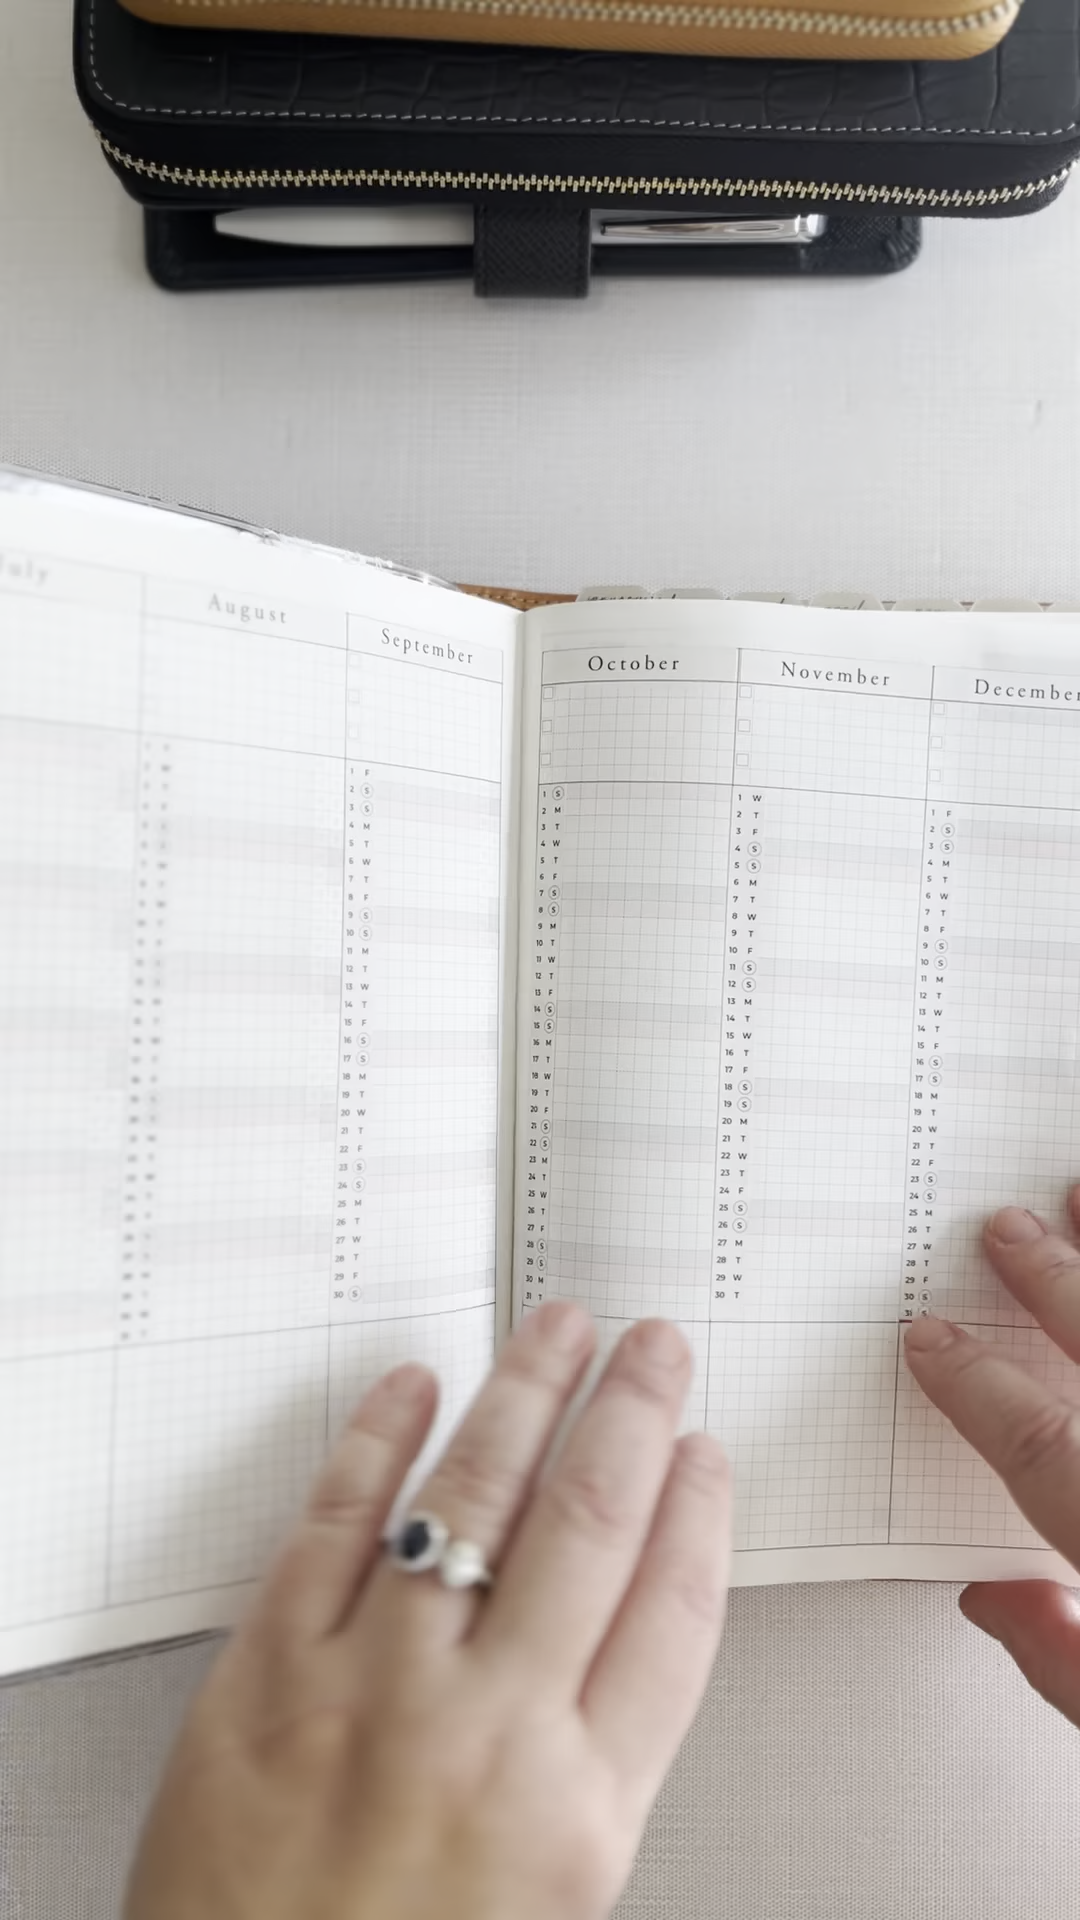 July
August
September
October
November
December
1 F
2 S
3 S
4 M
5 T
6 W
7 T
8 F
9 S
10 S
11 M
12 T
13 W
14 T
15 F
16 S
17 S
18 M
19 T
20 W
21 T
22 F
23 S
24 S
25 M
26 T
27 W
28 T
29 F
30 S
1 S
2 M
3 T
4 W
5 T
6 F
7 S
8 S
9 M
10 T
11 W
12 T
13 F
14 S
15 S
16 M
17 T
18 W
19 T
20 F
21 S
22 S
23 M
24 T
25 W
26 T
27 F
28 S
29 S
30 M
31 T
1 W
2 T
3 F
4 S
5 S
6 M
7 T
8 W
9 T
10 F
11 S
12 S
13 M
14 T
15 W
16 T
17 F
18 S
19 S
20 M
21 T
22 W
23 T
24 F
25 S
26 S
27 M
28 T
29 W
30 T
1 F
2 S
3 S
4 M
5 T
6 W
7 T
8 F
9 S
10 S
11 M
12 T
13 W
14 T
15 F
16 S
17 S
18 M
19 T
20 W
21 T
22 F
23 S
24 S
25 M
26 T
27 W
28 T
29 F
30 S
31 S